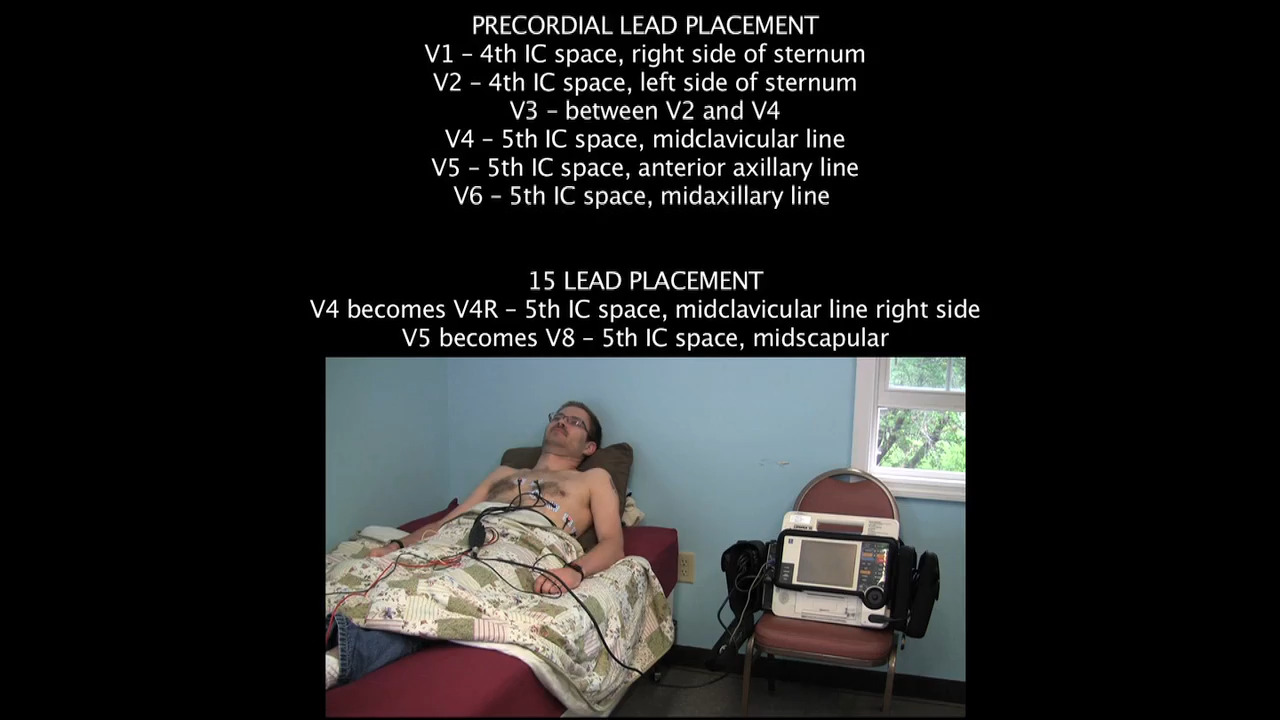 PRECORDIAL LEAD PLACEMENT
V1 – 4th IC space, right side of sternum
V2 – 4th IC space, left side of sternum
V3 – between V2 and V4
V4 – 5th IC space, midclavicular line
V5 – 5th IC space, anterior axillary line
V6 – 5th IC space, midaxillary line
15 LEAD PLACEMENT
V4 becomes V4R – 5th IC space, midclavicular line right side
V5 becomes V8 – 5th IC space, midscapular